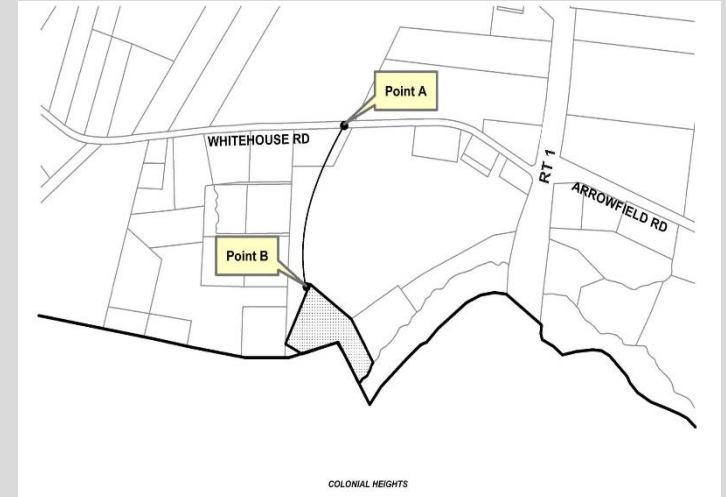 Point A
WHITEHOUSE RD
RT 1
ARROWFIELD RD
Point B
COLONIAL HEIGHTS